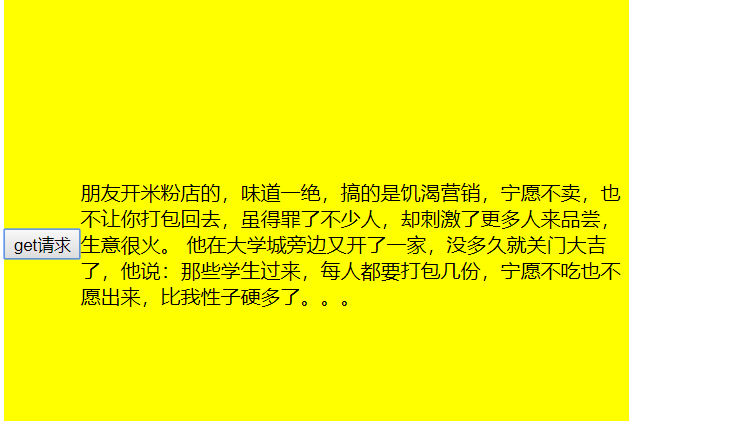 朋友开米粉店的，味道一绝，搞的是饥渴营销，宁愿不卖，也
不让你打包回去，虽得罪了不少人，却刺激了更多人来品尝，
get请求
生意很火。 他在大学城旁边又开了一家，没多久就关门大吉
了，他说：那些学生过来，每人都要打包几份，宁愿不吃也不
愿出来，比我性子硬多了。。。